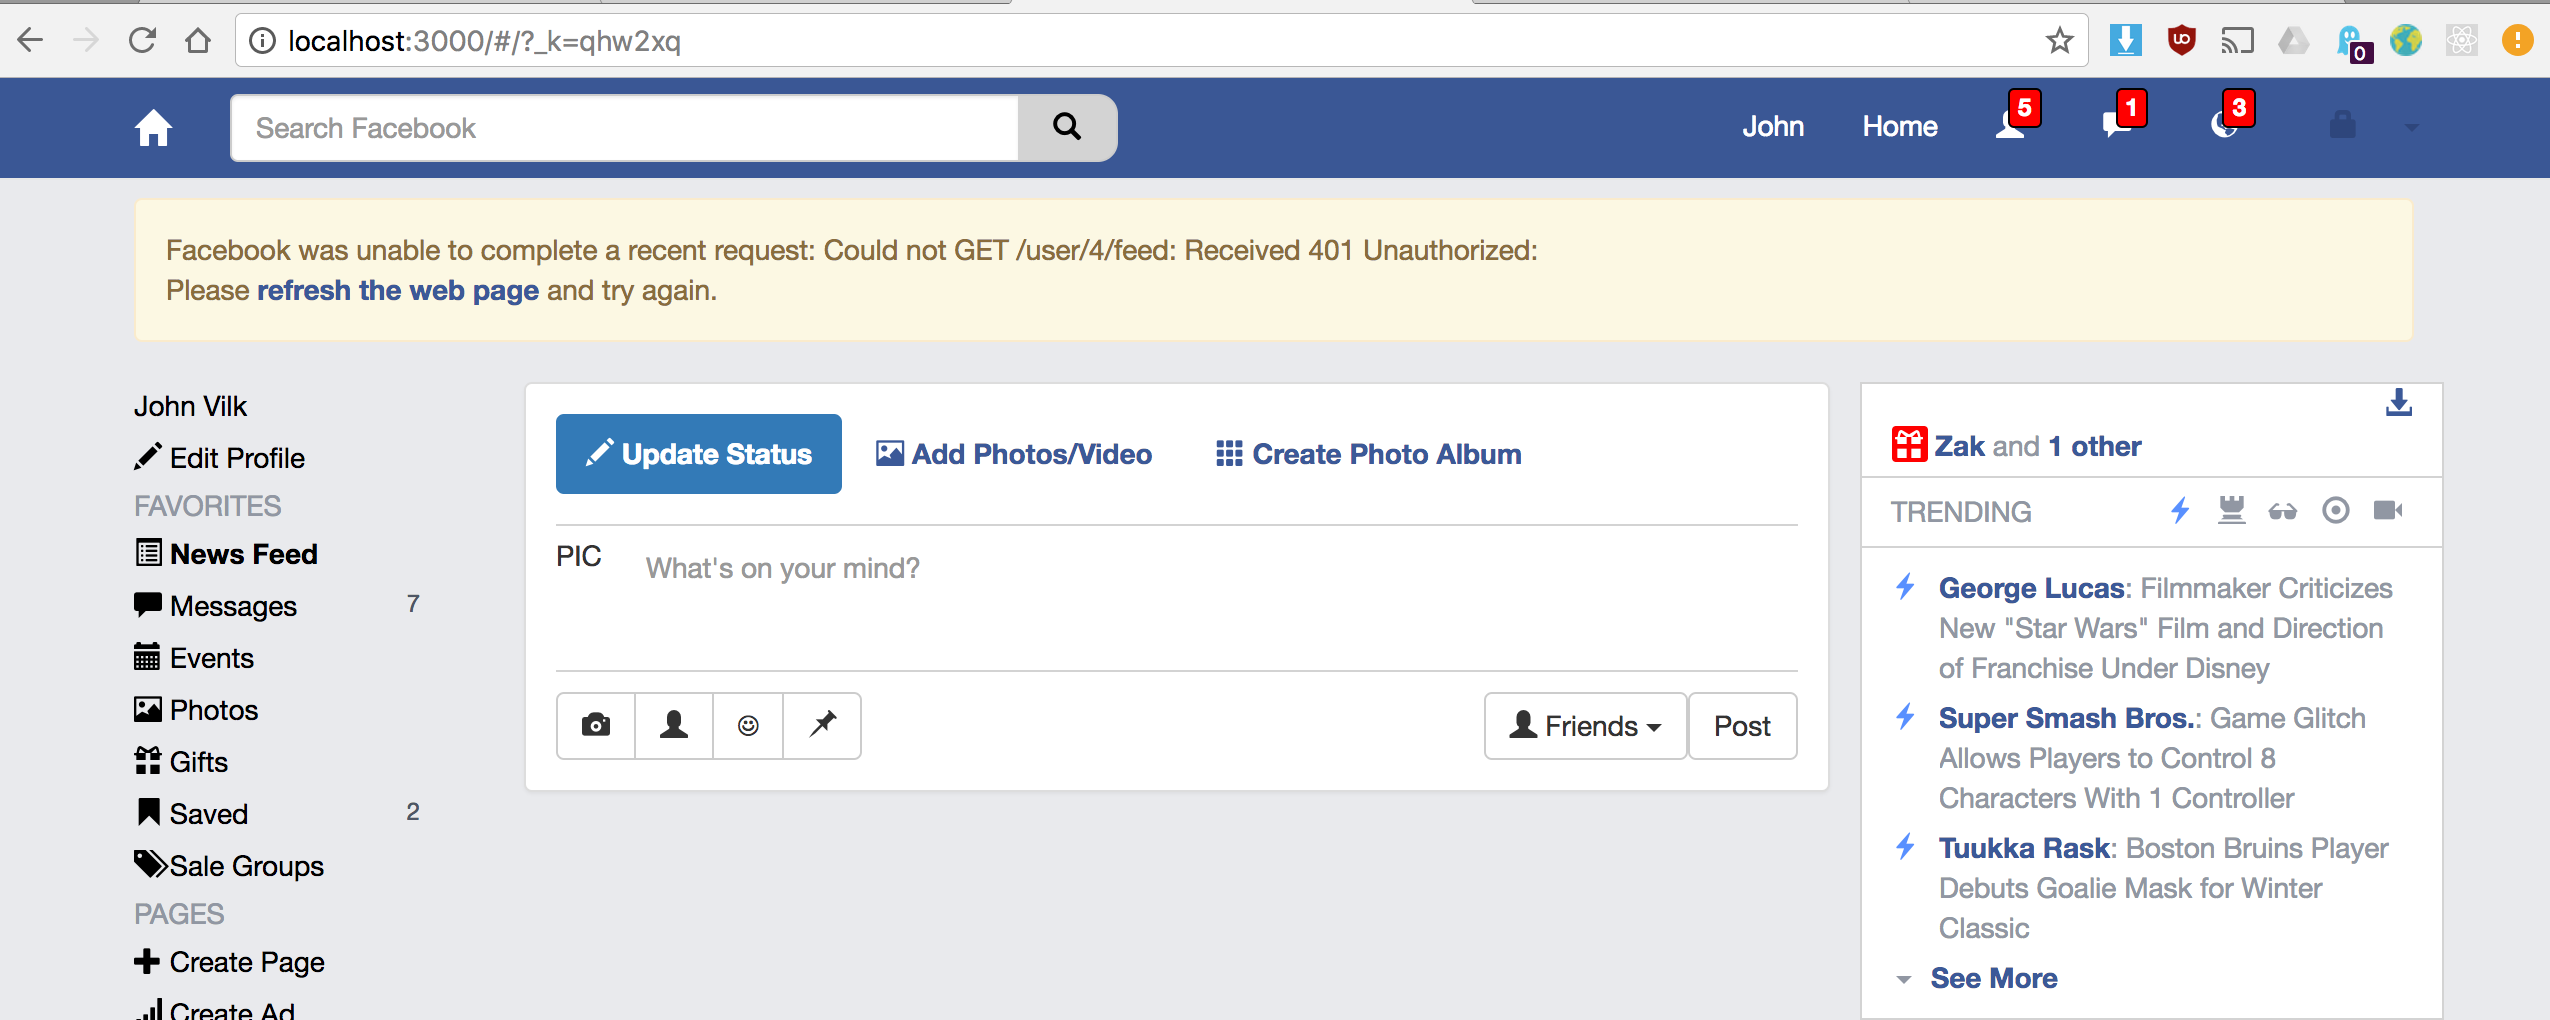 localhost:3000/#/?_k=qhw2xq
0
Search Facebook
John Home 5 1 3
Facebook was unable to complete a recent request: Could not GET /user/4/feed: Received 401 Unauthorized:
Please refresh the web page and try again.
John Vilk
Edit Profile
FAVORITES
News Feed
Messages 7
Events
Photos
Gifts
Saved 2
Sale Groups
PAGES
Create Page
Create Ad
Update Status Add Photos/Video Create Photo Album
PIC What's on your mind?
Friends Post
Zak and 1 other
TRENDING
George Lucas: Filmmaker Criticizes
New "Star Wars" Film and Direction
of Franchise Under Disney
Super Smash Bros.: Game Glitch
Allows Players to Control 8
Characters With 1 Controller
Tuukka Rask: Boston Bruins Player
Debuts Goalie Mask for Winter
Classic
See More